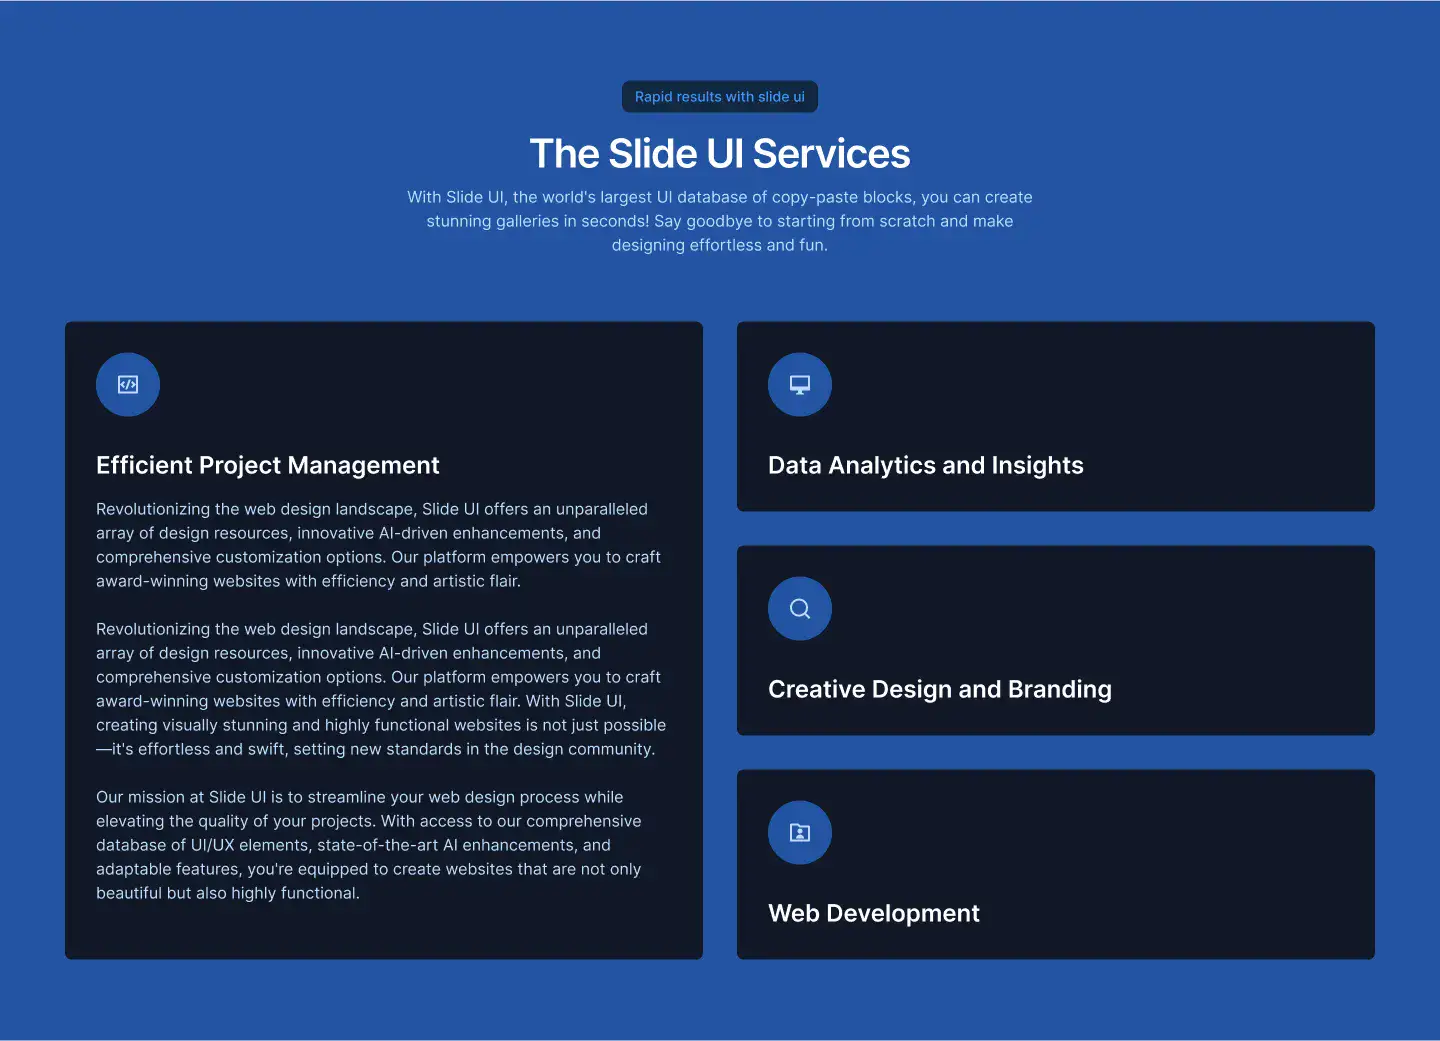 Rapid results with slide ui
The Slide UI Services
With Slide UI, the world's largest UI database of copy-paste blocks, you can create
stunning galleries in seconds! Say goodbye to starting from scratch and make
designing effortless and fun.
Efficient Project Management
Revolutionizing the web design landscape, Slide UI offers an unparalleled
array of design resources, innovative AI-driven enhancements, and
comprehensive customization options. Our platform empowers you to craft
award-winning websites with efficiency and artistic flair.
Revolutionizing the web design landscape, Slide UI offers an unparalleled
array of design resources, innovative AI-driven enhancements, and
comprehensive customization options. Our platform empowers you to craft
award-winning websites with efficiency and artistic flair. With Slide UI,
creating visually stunning and highly functional websites is not just possible
—it's effortless and swift, setting new standards in the design community.
Our mission at Slide UI is to streamline your web design process while
elevating the quality of your projects. With access to our comprehensive
database of UI/UX elements, state-of-the-art AI enhancements, and
adaptable features, you're equipped to create websites that are not only
beautiful but also highly functional.
Data Analytics and Insights
Creative Design and Branding
Web Development